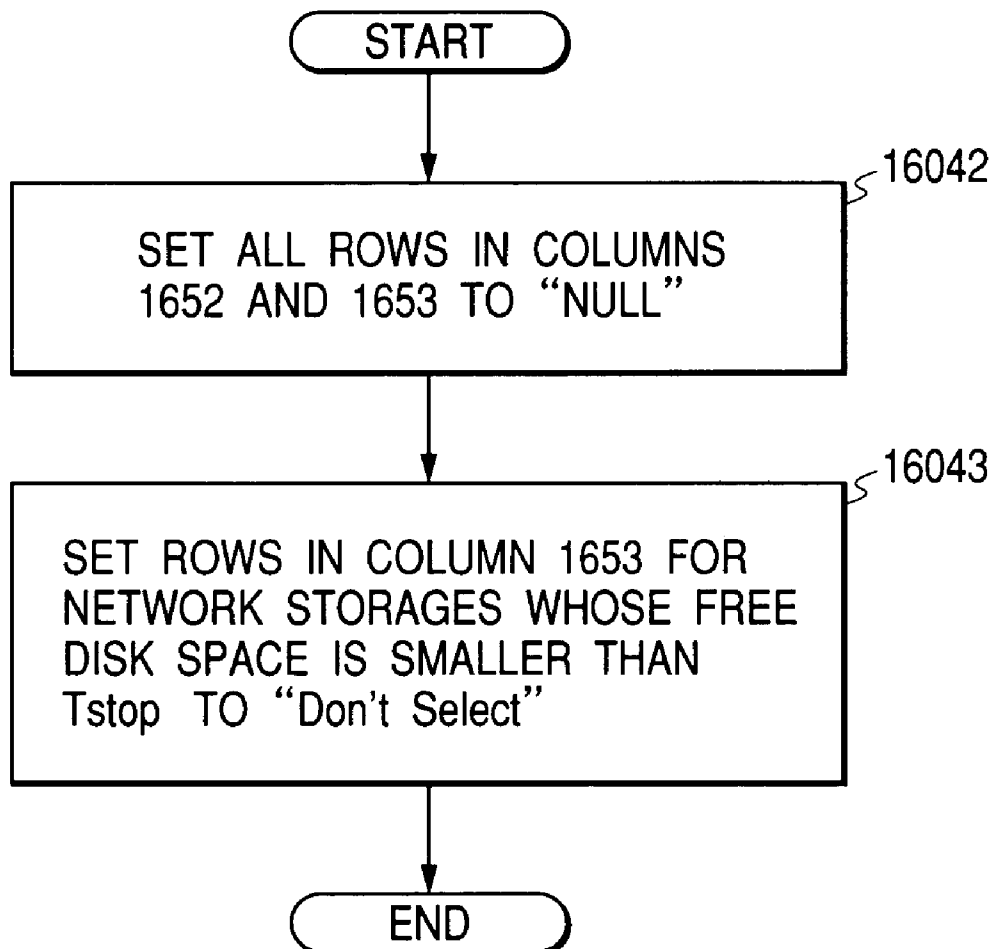 START
16042
SET ALL ROWS IN COLUMNS
1652 AND 1653 TO “NULL”
16043
SET ROWS IN COLUMN 1653 FOR
NETWORK STORAGES WHOSE FREE
DISK SPACE IS SMALLER THAN
Tstop TO “Don't Select”
END